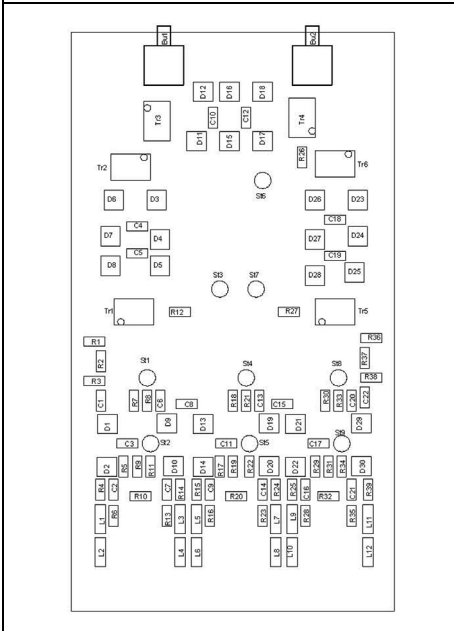 Bu1 Bu2
D12 D16 D18
Tr3 C10 C12 Tr4
D11 D15 D17
R26
Tr2 Tr6
St6
D6 D3 D26 D23
C4 C18
D7 D4 D27 D24
C5 C19
D8 D5 D28 D25
St3 St7
Tr1 R12 R27 Tr5
R1 R36
R2 R37
St1 St4 St8
R3 R38
C1 R7 R8 C6 C8 R18 R21 C13 C15 R30 R33 C20 C22
D1 D9 D13 D19 D21 D29
C3 St2 C11 St5 C17
D2 R5 R9 R11 D10 D14 R17 R19 R22 D20 D22 R29 R31 R34 D30
R4 C2 R10 C7 R14 R15 C9 R20 C14 R24 R25 C16 R32 C21 R39
L1 R6 R13 L3 L5 R16 R23 L7 L9 R28 R35 L11
L2 L4 L6 L8 L10 L12